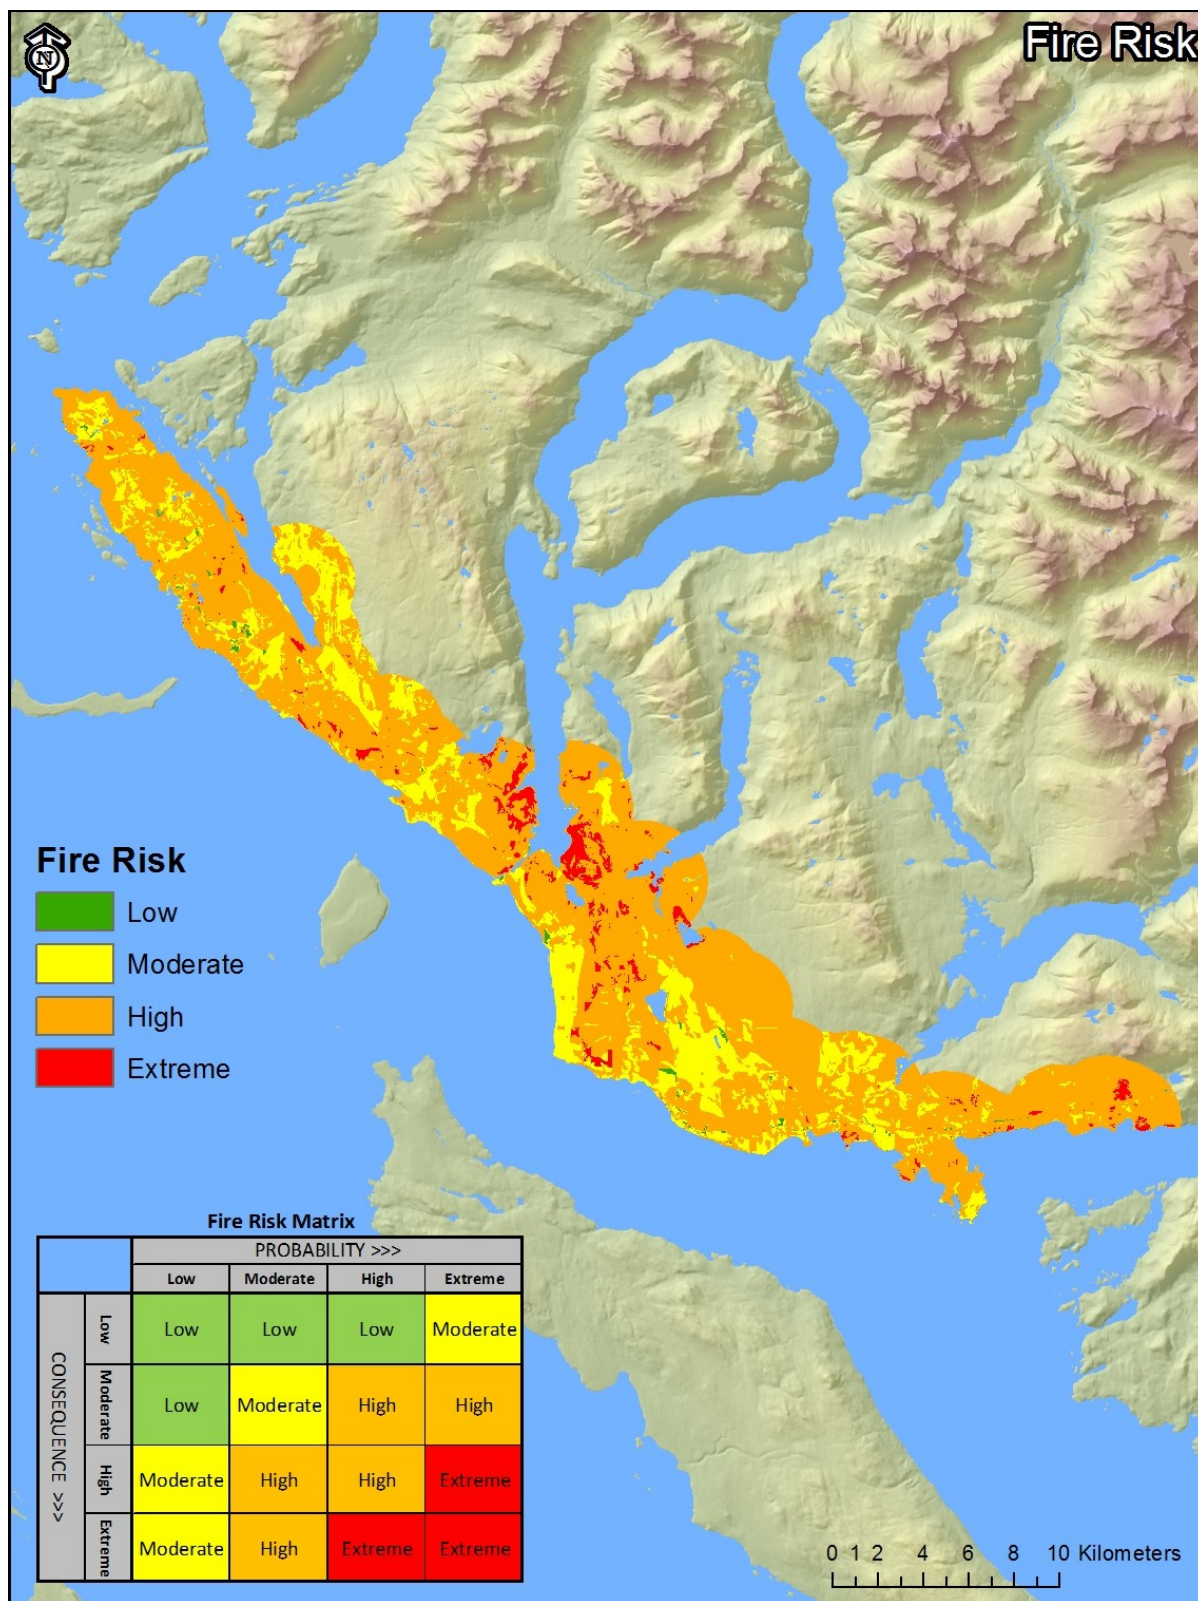 N
Fire Risk
Fire Risk
Low
Moderate
High
Extreme
Fire Risk Matrix
PROBABILITY >>>
Low Moderate High Extreme
CONSEQUENCE >>>
Low Low Low Low Moderate
Moderate Low Moderate High High
High Moderate High High Extreme
Extreme Moderate High Extreme Extreme
0 1 2 4 6 8 10 Kilometers